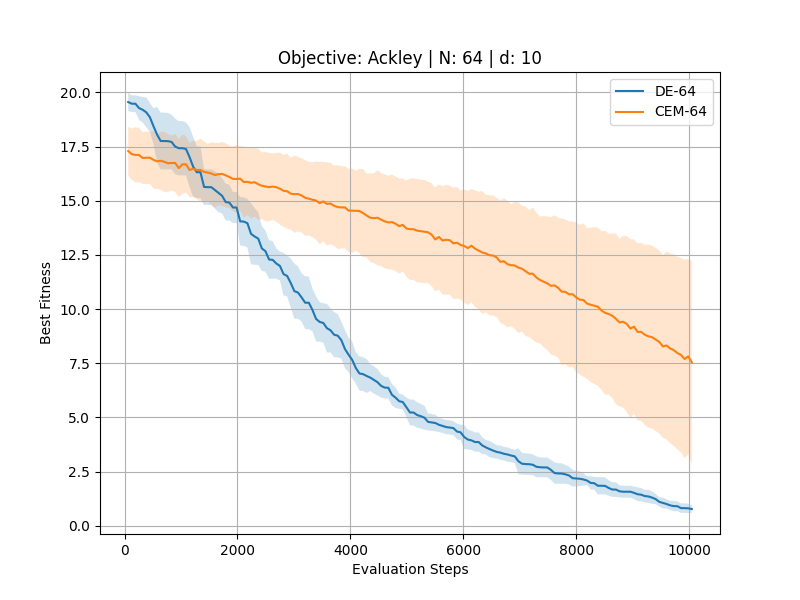 Objective: Ackley | N: 64 | d: 10
DE-64
CEM-64
Best Fitness
20.0
17.5
15.0
12.5
10.0
7.5
5.0
2.5
0.0
0 2000 4000 6000 8000 10000
Evaluation Steps